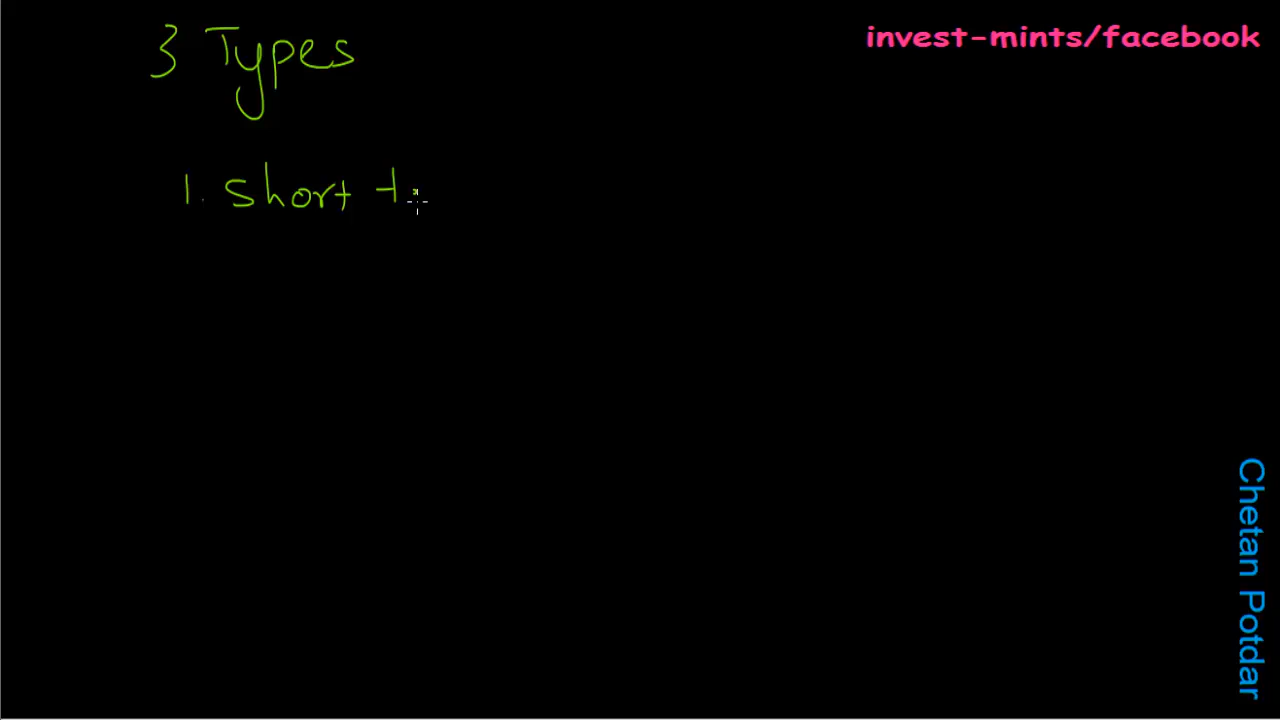 3 Types
invest-mints/facebook
1. Short t
Chetan Potdar